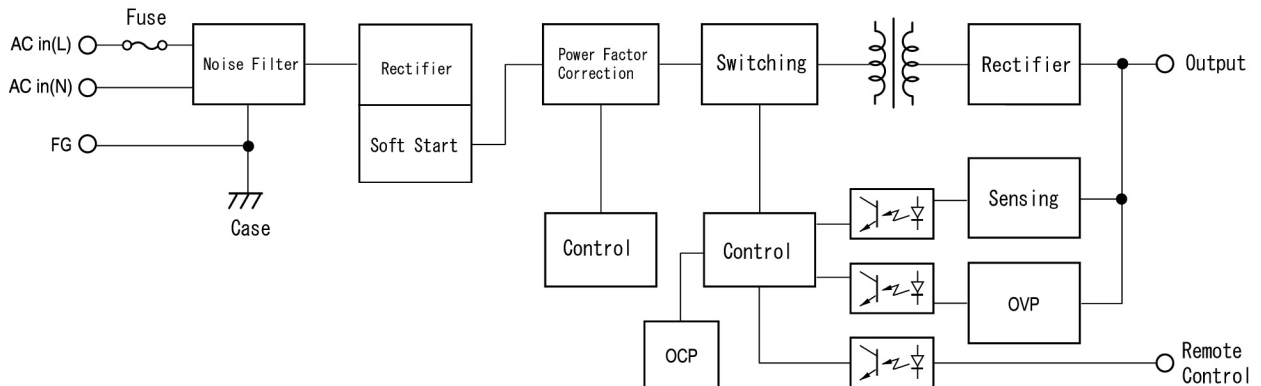 Fuse
AC in(L)
AC in(N)
FG
Noise Filter
Case
Rectifier
Soft Start
Power Factor
Correction
Control
Switching
Control
OCP
Rectifier
Sensing
OVP
Output
Remote
Control